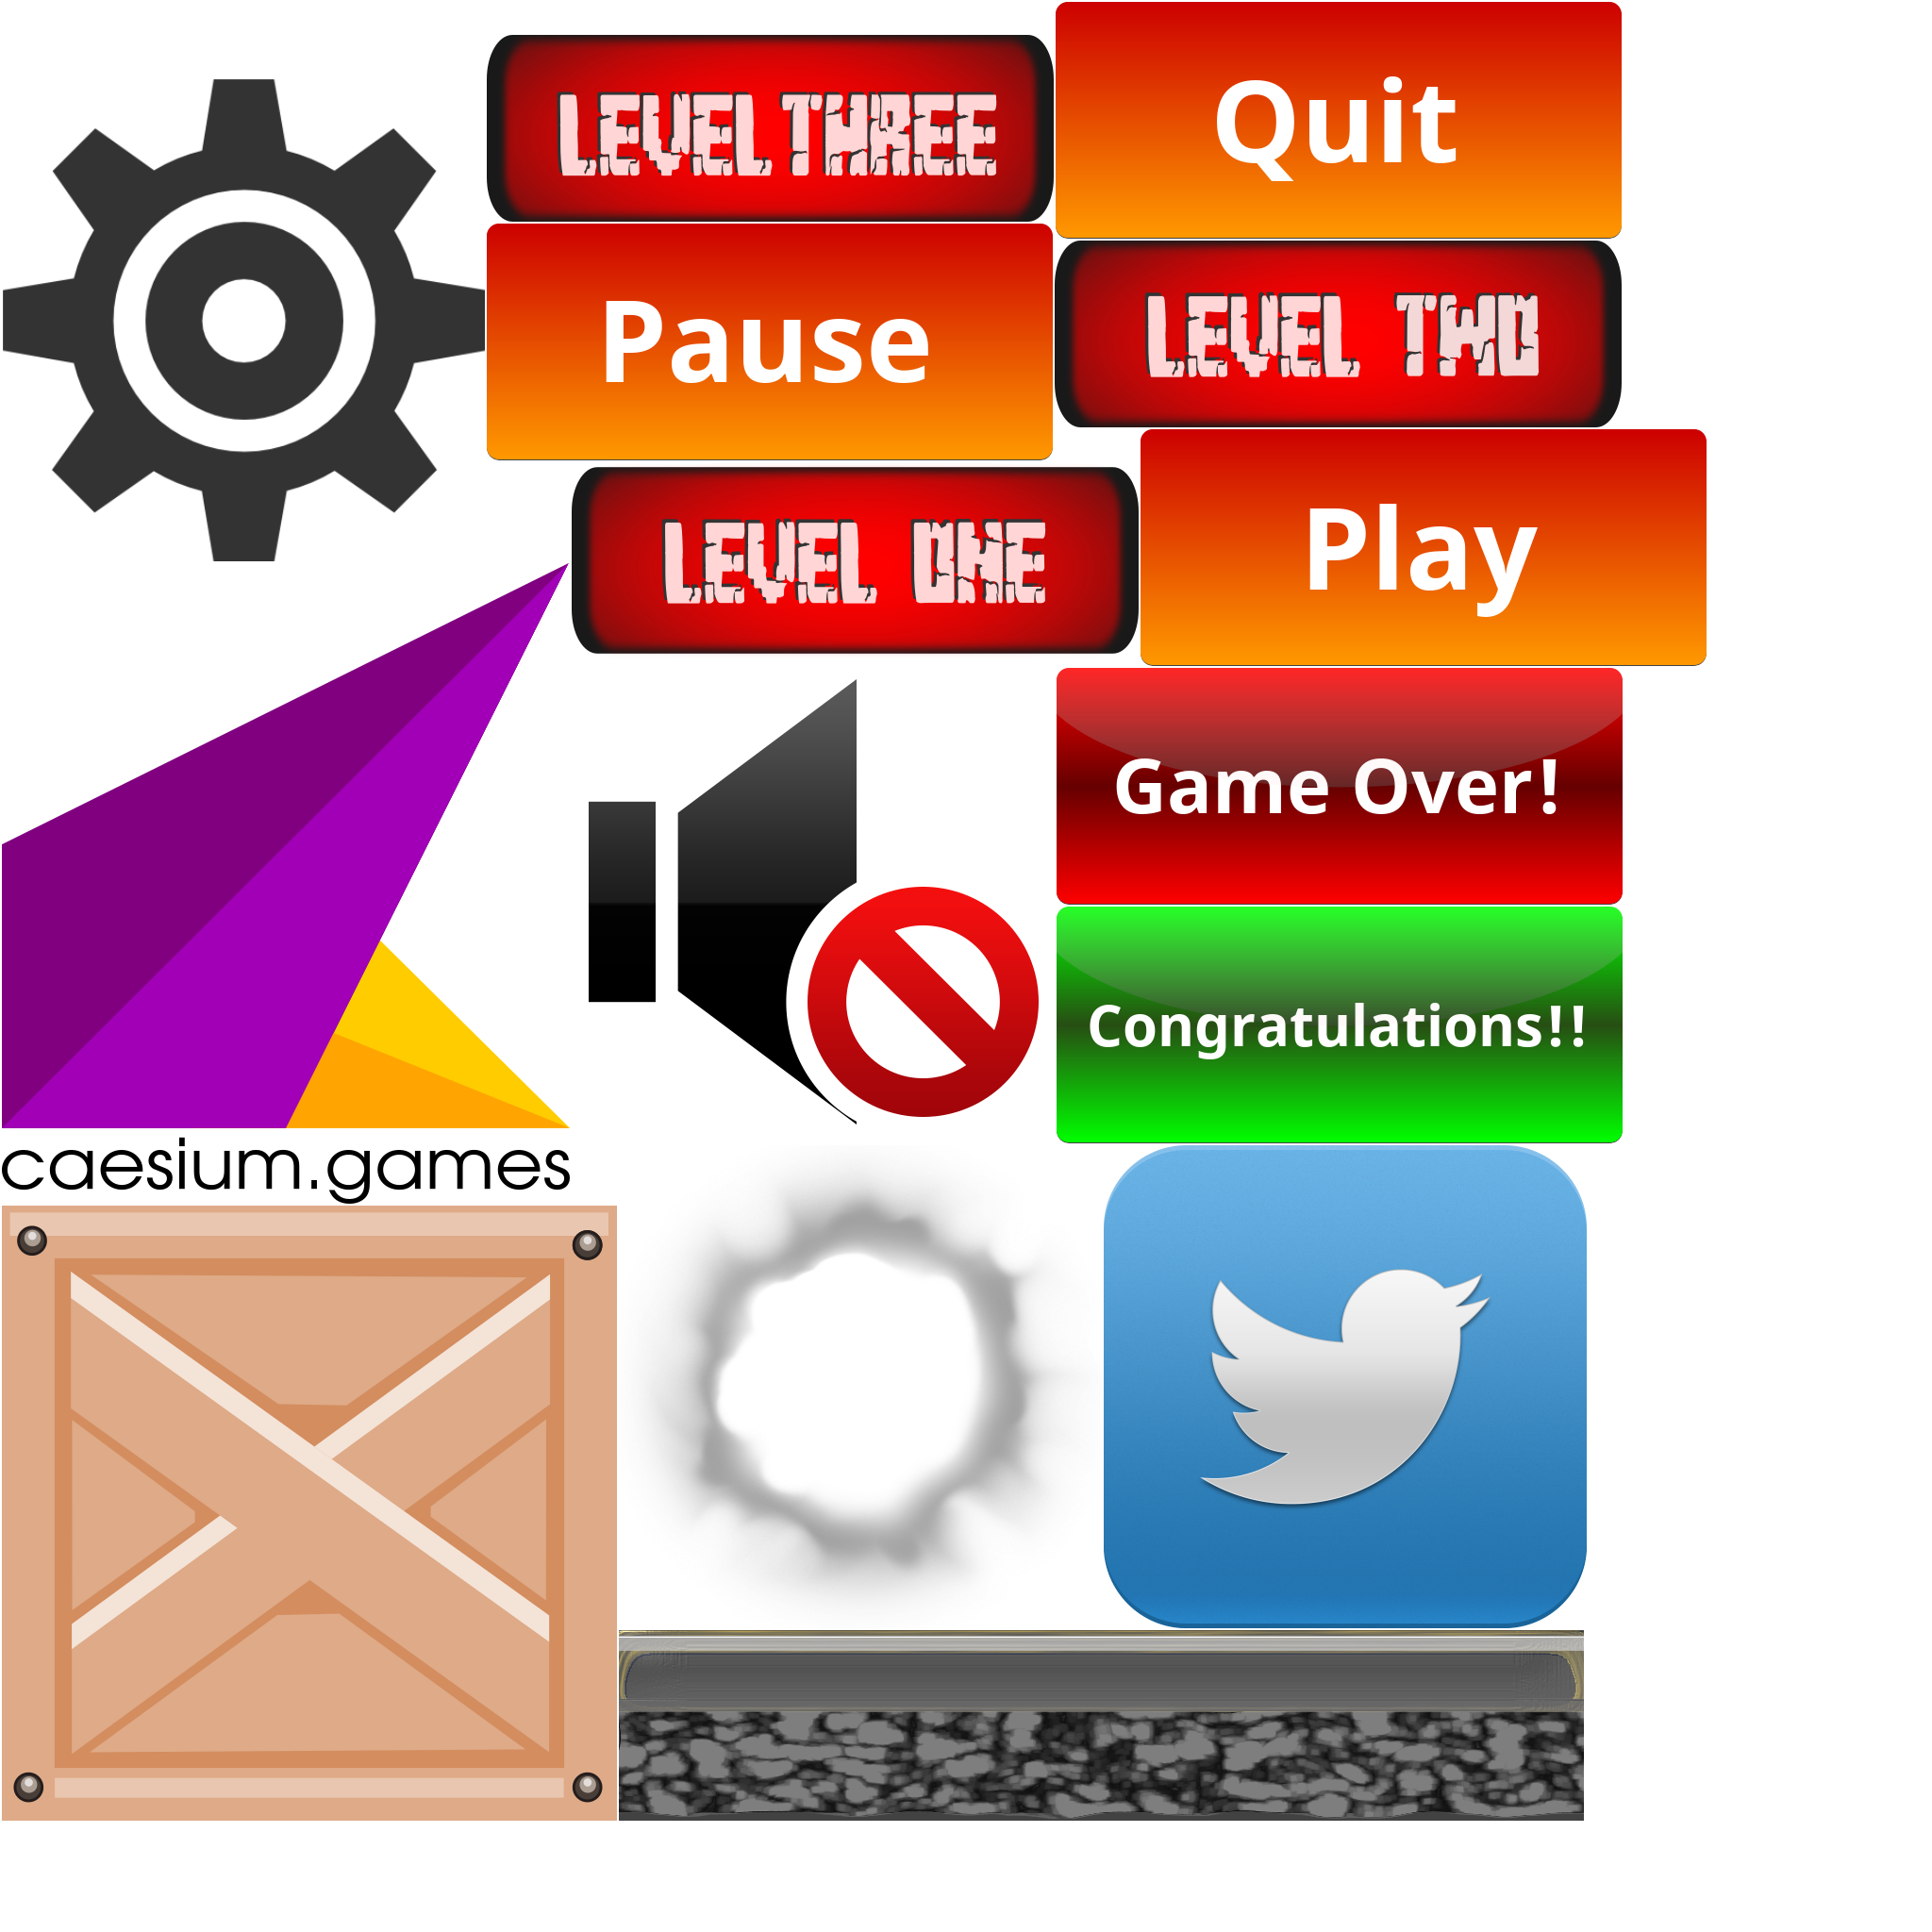 LEVEL THREE
Quit
Pause
LEVEL TWO
LEVEL ONE
Play
Game Over!
Congratulations!!
caesium.games